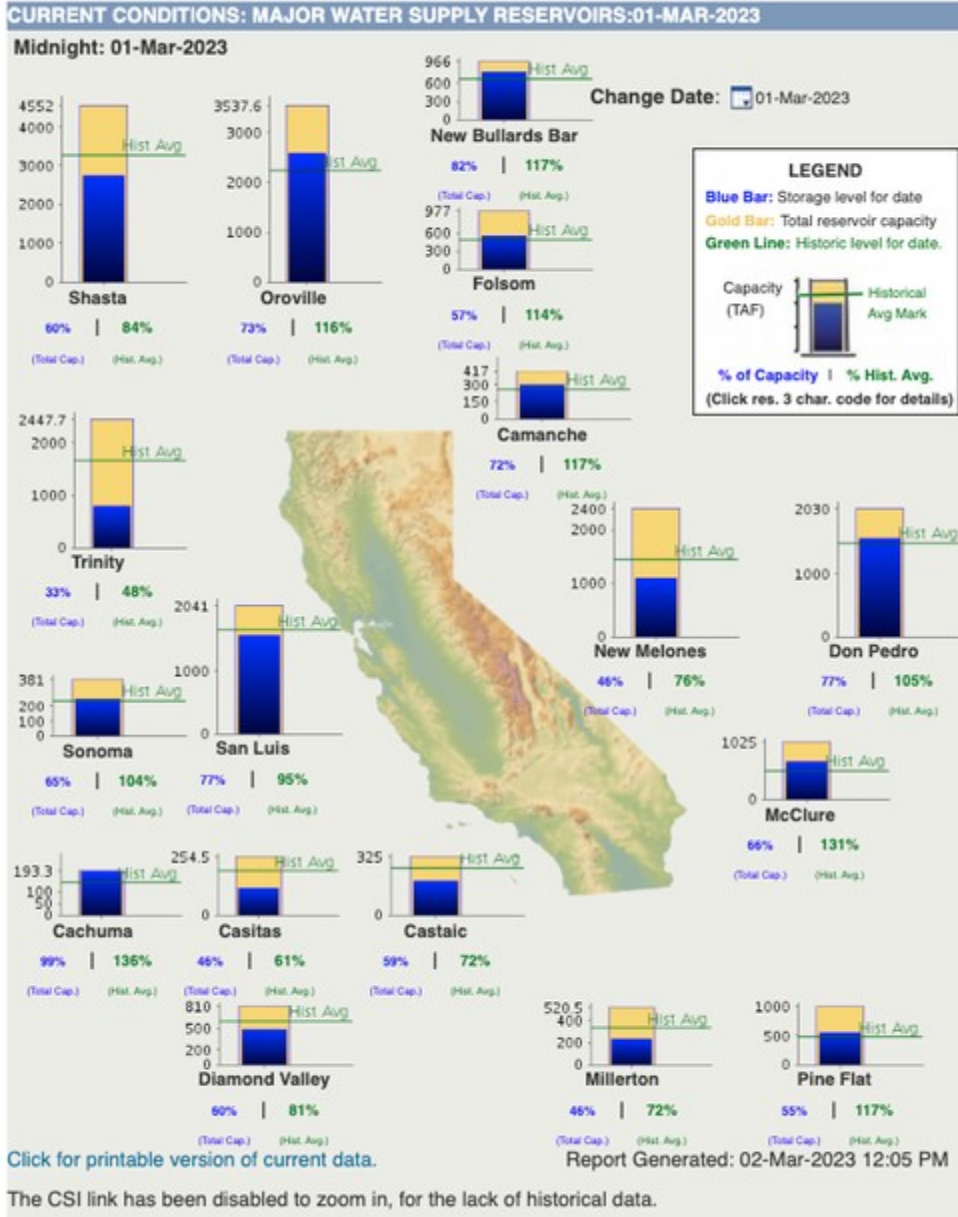 CURRENT CONDITIONS: MAJOR WATER SUPPLY RESERVOIRS:01-MAR-2023
Midnight: 01-Mar-2023
Change Date: 01-Mar-2023
4552
4000
3000
2000
1000
0
Hist Avg
Shasta
60% | 84%
(Total Cap.) (Hist. Avg.)
3537.6
3000
2000
1000
0
Hist Avg
Oroville
73% | 116%
(Total Cap.) (Hist. Avg.)
966
600
300
0
Hist Avg
New Bullards Bar
82% | 117%
(Total Cap.) (Hist. Avg.)
977
600
300
0
Hist Avg
Folsom
57% | 114%
(Total Cap.) (Hist. Avg.)
LEGEND
Blue Bar: Storage level for date
Gold Bar: Total reservoir capacity
Green Line: Historic level for date.
Capacity
(TAF)
Historical
Avg Mark
% of Capacity | % Hist. Avg.
(Click res. 3 char. code for details)
417
300
150
0
Hist Avg
Camanche
72% | 117%
(Total Cap.) (Hist. Avg.)
2447.7
2000
1000
0
Hist Avg
Trinity
33% | 48%
(Total Cap.) (Hist. Avg.)
2400
2000
1000
0
Hist Avg
New Melones
46% | 76%
(Total Cap.) (Hist. Avg.)
2030
1000
0
Hist Avg
Don Pedro
77% | 105%
(Total Cap.) (Hist. Avg.)
381
200
100
0
Hist Avg
Sonoma
65% | 104%
(Total Cap.) (Hist. Avg.)
2041
1000
0
Hist Avg
San Luis
77% | 95%
(Total Cap.) (Hist. Avg.)
1025
0
Hist Avg
McClure
66% | 131%
(Total Cap.) (Hist. Avg.)
193.3
100
50
0
Hist Avg
Cachuma
99% | 136%
(Total Cap.) (Hist. Avg.)
254.5
0
Hist Avg
Casitas
46% | 61%
(Total Cap.) (Hist. Avg.)
325
0
Hist Avg
Castaic
59% | 72%
(Total Cap.) (Hist. Avg.)
810
500
200
0
Hist Avg
Diamond Valley
60% | 81%
(Total Cap.) (Hist. Avg.)
520.5
400
200
0
Hist Avg
Millerton
46% | 72%
(Total Cap.) (Hist. Avg.)
1000
500
0
Hist Avg
Pine Flat
55% | 117%
(Total Cap.) (Hist. Avg.)
Click for printable version of current data.
Report Generated: 02-Mar-2023 12:05 PM
The CSI link has been disabled to zoom in, for the lack of historical data.